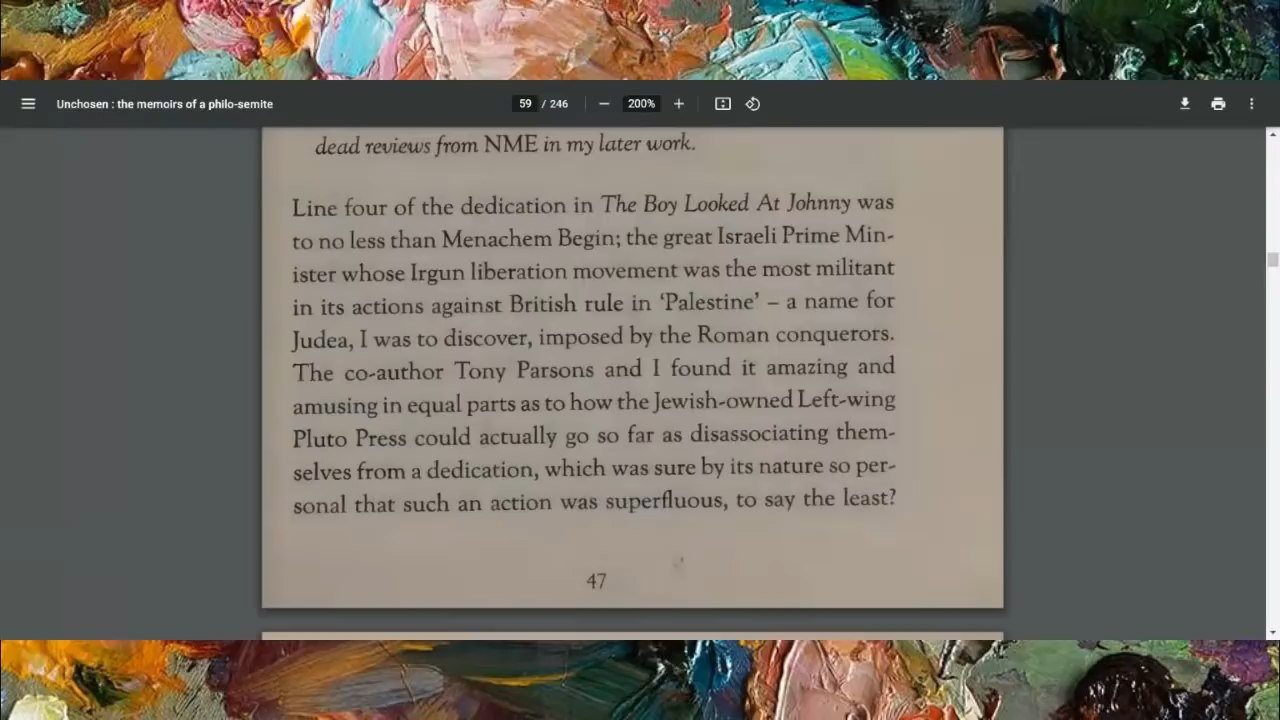 Unchosen : the memoirs of a philo-semite
59 / 246
200%
dead reviews from NME in my later work.
Line four of the dedication in The Boy Looked At Johnny was
to no less than Menachem Begin; the great Israeli Prime Min-
ister whose Irgun liberation movement was the most militant
in its actions against British rule in ‘Palestine’ – a name for
Judea, I was to discover, imposed by the Roman conquerors.
The co-author Tony Parsons and I found it amazing and
amusing in equal parts as to how the Jewish-owned Left-wing
Pluto Press could actually go so far as disassociating them-
selves from a dedication, which was sure by its nature so per-
sonal that such an action was superfluous, to say the least?
47